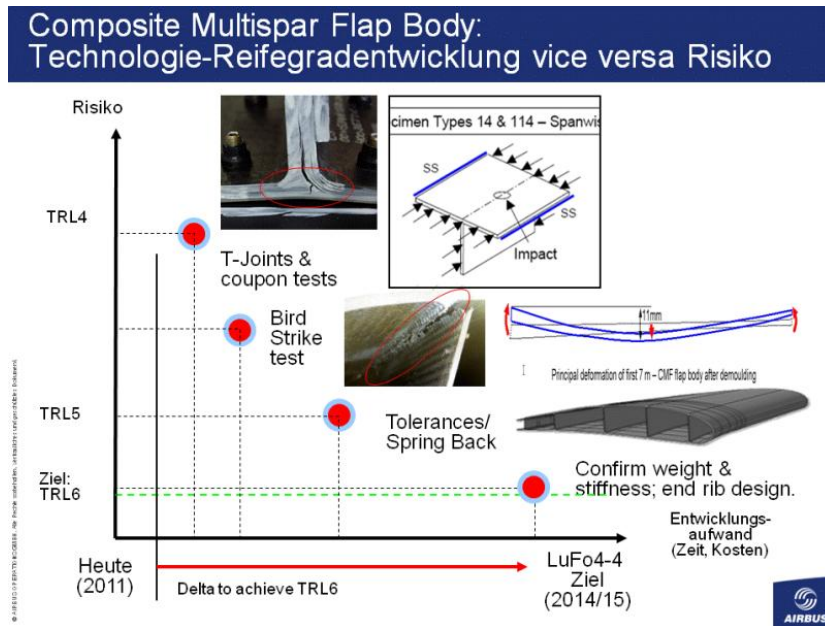 Composite Multispar Flap Body:
Technologie-Reifegradentwicklung vice versa Risiko
Risiko
cimen Types 14 & 114 – Spanwis
SS
SS
Impact
TRL4
T-Joints &
coupon tests
Bird
Strike
test
11mm
Principal deformation of first 7 m – CMF flap body after demoulding
TRL5
Tolerances/
Spring Back
Ziel:
TRL6
Confirm weight &
stiffness; end rib design.
Entwicklungs-
aufwand
(Zeit, Kosten)
Heute
(2011)
Delta to achieve TRL6
LuFo4-4
Ziel
(2014/15)
AIRBUS